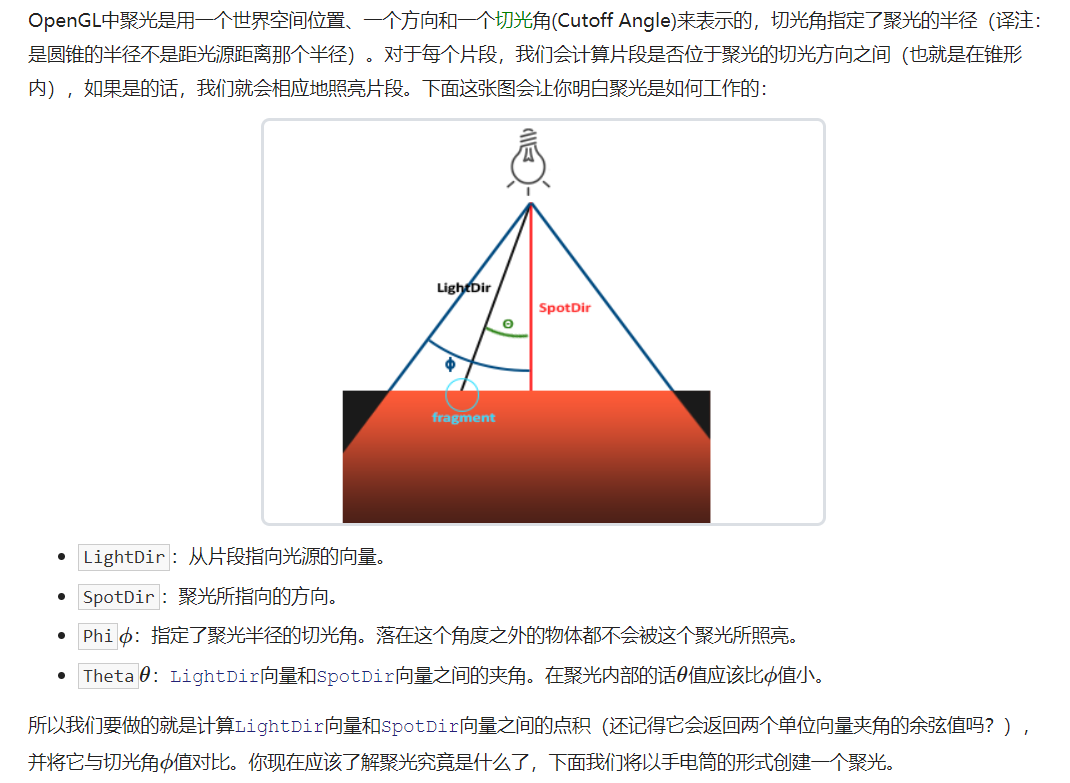 OpenGL中聚光是用一个世界空间位置、一个方向和一个切光角(Cutoff Angle)来表示的，切光角指定了聚光的半径（译注：
是圆锥的半径不是距光源距离那个半径）。对于每个片段，我们会计算片段是否位于聚光的切光方向之间（也就是在锥形
内），如果是的话，我们就会相应地照亮片段。下面这张图会让你明白聚光是如何工作的：
LightDir
SpotDir
Θ
ϕ
fragment
LightDir：从片段指向光源的向量。
SpotDir：聚光所指向的方向。
Phiϕ：指定了聚光半径的切光角。落在这个角度之外的物体都不会被这个聚光所照亮。
Thetaθ：LightDir向量和SpotDir向量之间的夹角。在聚光内部的话θ值应该比ϕ值小。
所以我们要做的就是计算LightDir向量和SpotDir向量之间的点积（还记得它会返回两个单位向量夹角的余弦值吗？），
并将它与切光角ϕ值对比。你现在应该了解聚光究竟是什么了，下面我们将以手电筒的形式创建一个聚光。